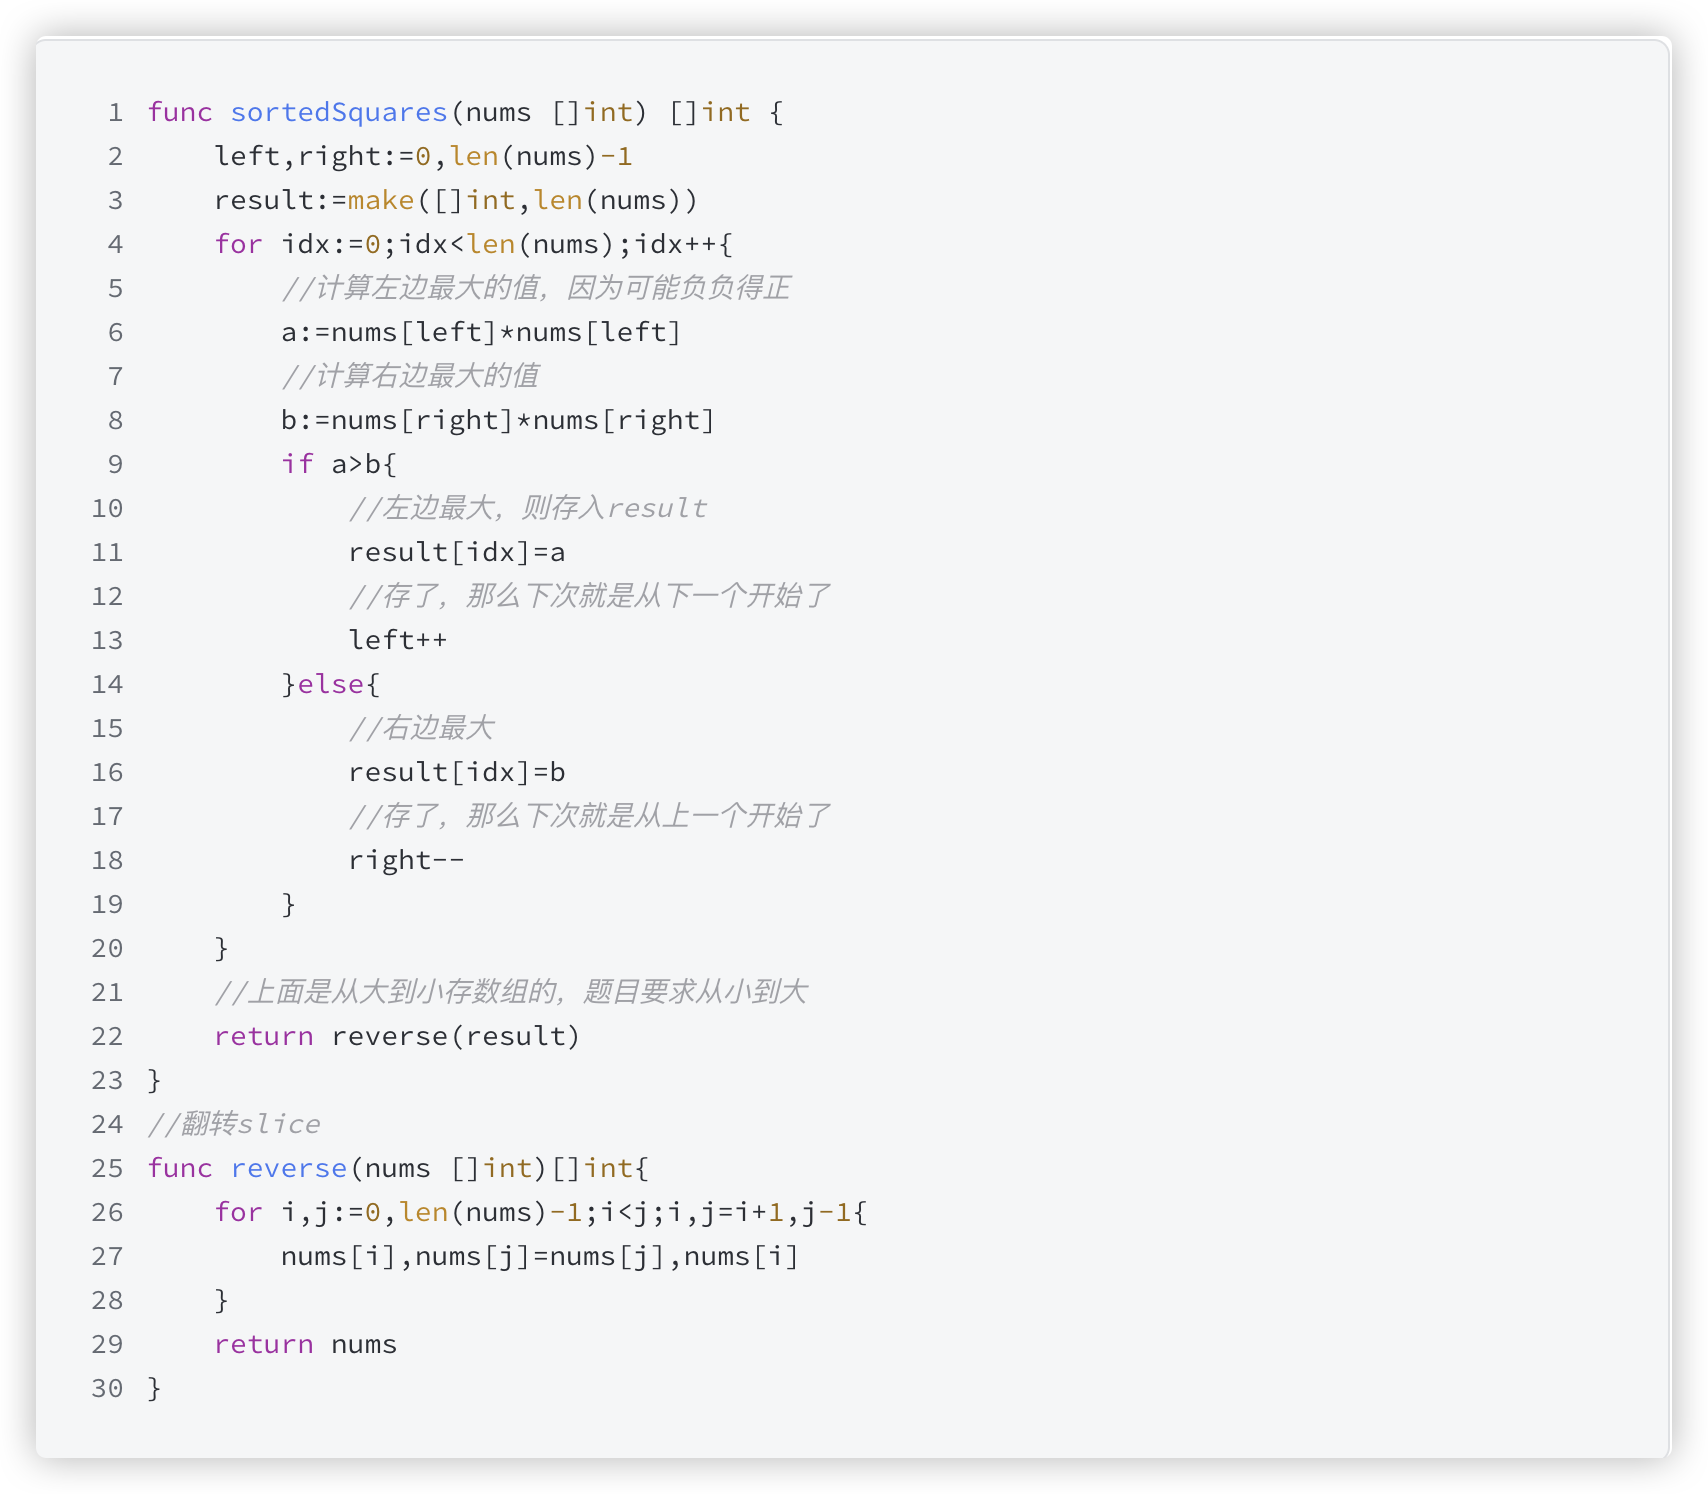 1 func sortedSquares(nums []int) []int {
2     left,right:=0,len(nums)-1
3     result:=make([]int,len(nums))
4     for idx:=0;idx<len(nums);idx++{
5         //计算左边最大的值，因为可能负负得正
6         a:=nums[left]*nums[left]
7         //计算右边最大的值
8         b:=nums[right]*nums[right]
9         if a>b{
10             //左边最大，则存入result
11             result[idx]=a
12             //存了，那么下次就是从下一个开始了
13             left++
14         }else{
15             //右边最大
16             result[idx]=b
17             //存了，那么下次就是从上一个开始了
18             right--
19         }
20     }
21     //上面是从大到小存数组的，题目要求从小到大
22     return reverse(result)
23 }
24 //翻转slice
25 func reverse(nums []int)[]int{
26     for i,j:=0,len(nums)-1;i<j;i,j=i+1,j-1{
27         nums[i],nums[j]=nums[j],nums[i]
28     }
29     return nums
30 }